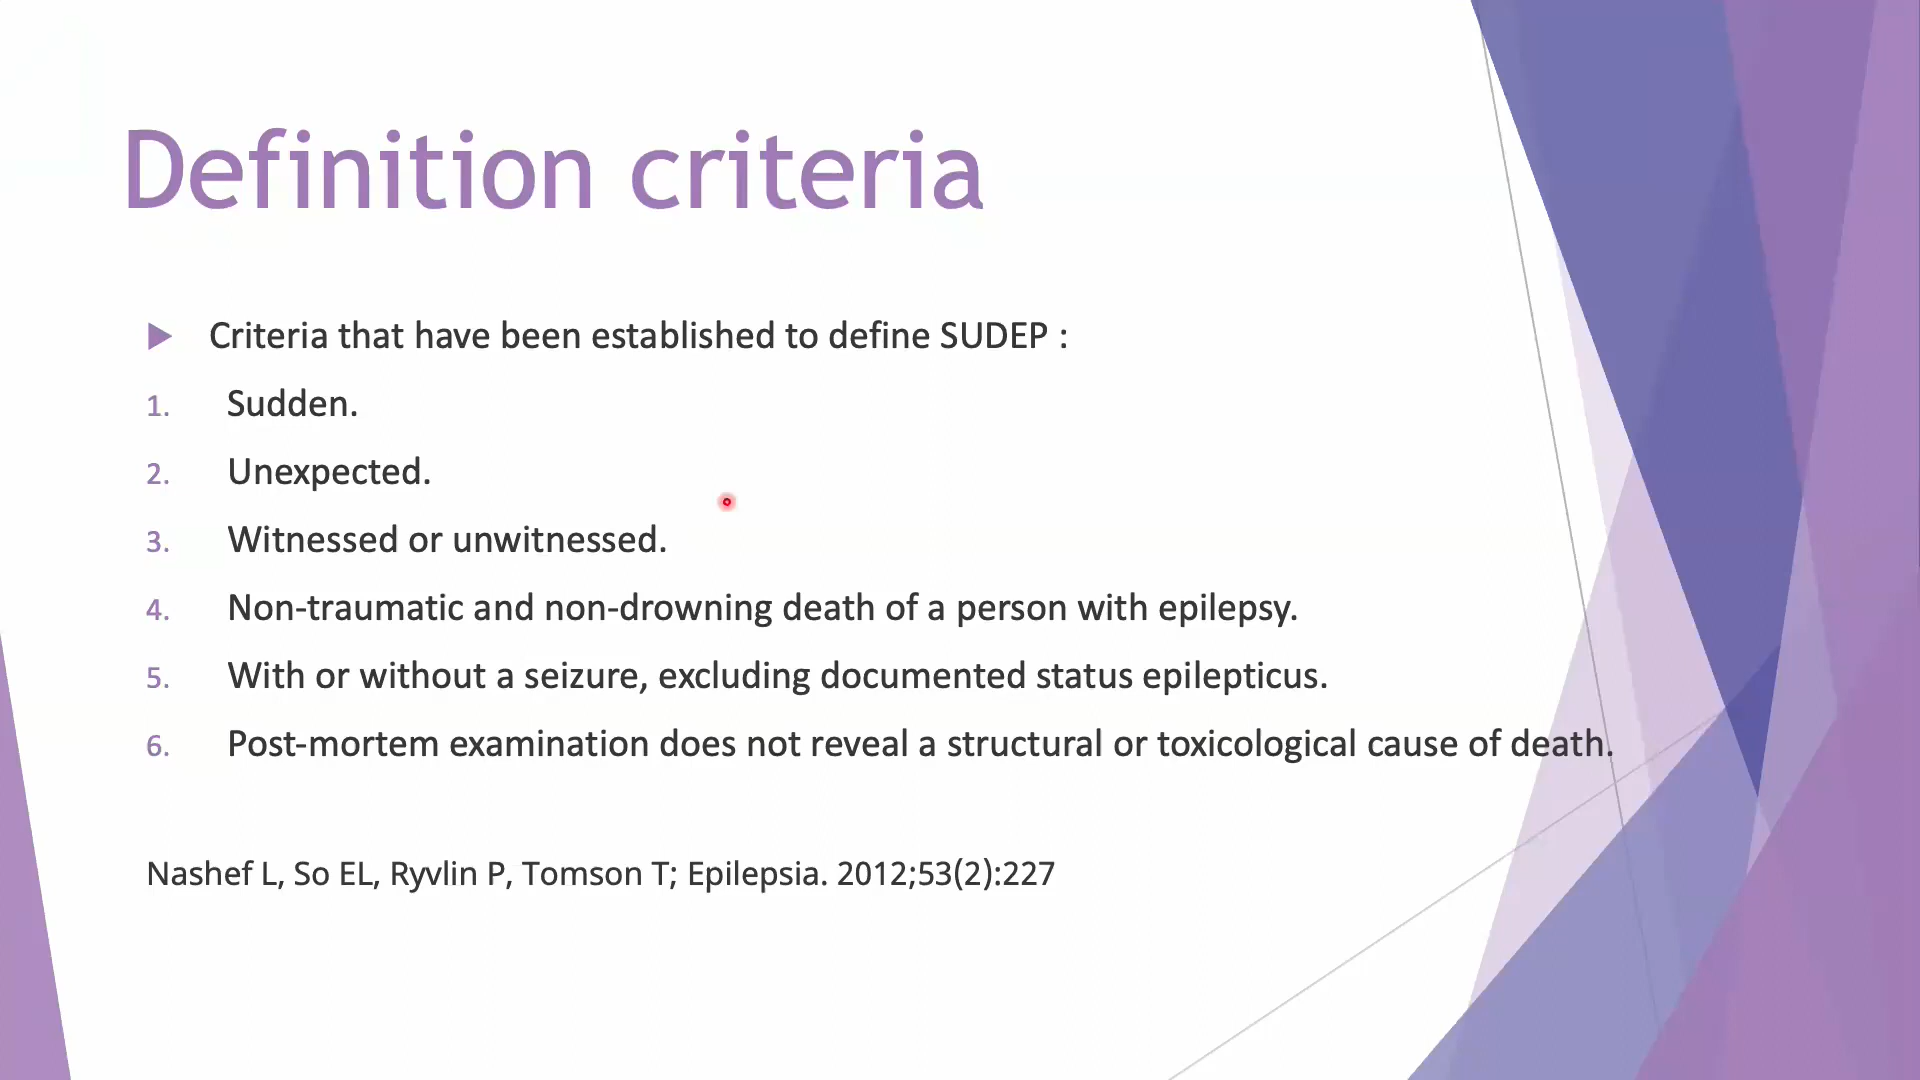 Definition criteria
Criteria that have been established to define SUDEP :
1. Sudden.
2. Unexpected.
3. Witnessed or unwitnessed.
4. Non-traumatic and non-drowning death of a person with epilepsy.
5. With or without a seizure, excluding documented status epilepticus.
6. Post-mortem examination does not reveal a structural or toxicological cause of death.
Nashef L, So EL, Ryvlin P, Tomson T; Epilepsia. 2012;53(2):227